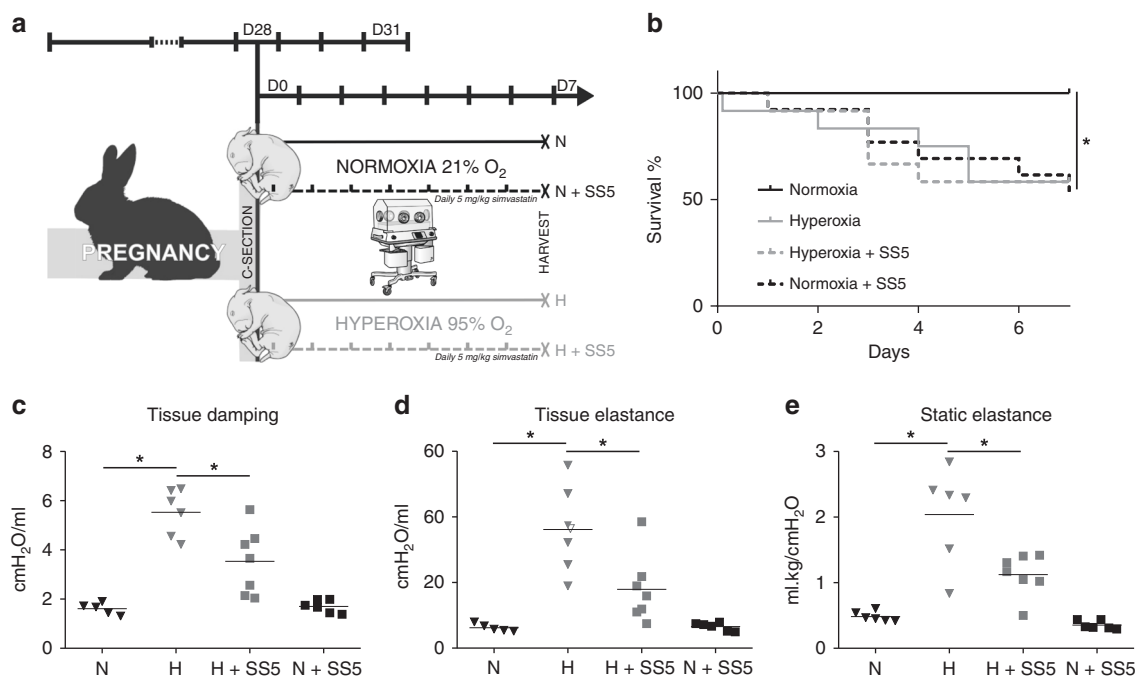 a
D28
D31
D0
D7
N
NORMOXIA 21% O₂
N + SS5
Daily 5 mg/kg simvastatin
PREGNANCY
C-SECTION
HARVEST
H
HYPEROXIA 95% O₂
H + SS5
Daily 5 mg/kg simvastatin
b
100
50
0
Survival %
*
Normoxia
Hyperoxia
Hyperoxia + SS5
Normoxia + SS5
0 2 4 6
Days
c
Tissue damping
8
6
4
2
0
cmH₂O/ml
* *
N H H + SS5 N + SS5
d
Tissue elastance
60
60
20
0
cmH₂O/ml
* *
N H H + SS5 N + SS5
e
Static elastance
3
2
1
0
ml.kg/cmH₂O
* *
N H H + SS5 N + SS5